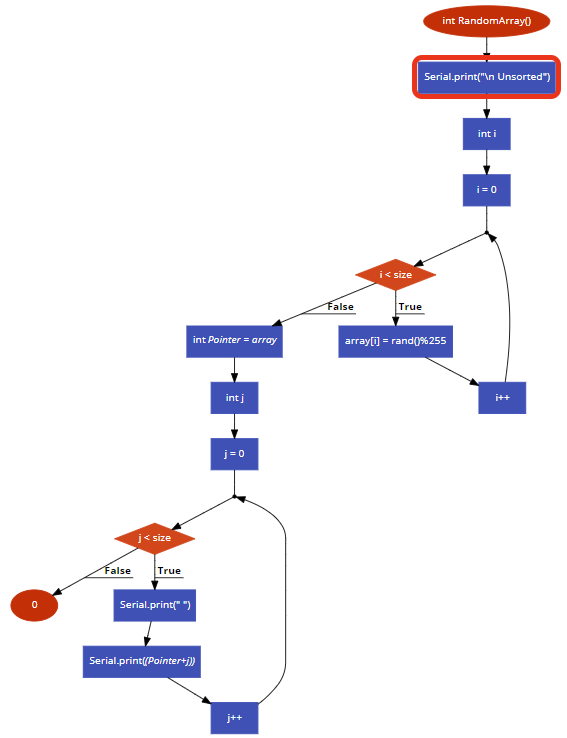 int RandomArray()
Serial.print("\n Unsorted")
int i
i = 0
i < size
False
True
int Pointer = array
array[i] = rand()%255
int j
i++
j = 0
j < size
False
True
0
Serial.print(" ")
Serial.print((Pointer+j))
j++